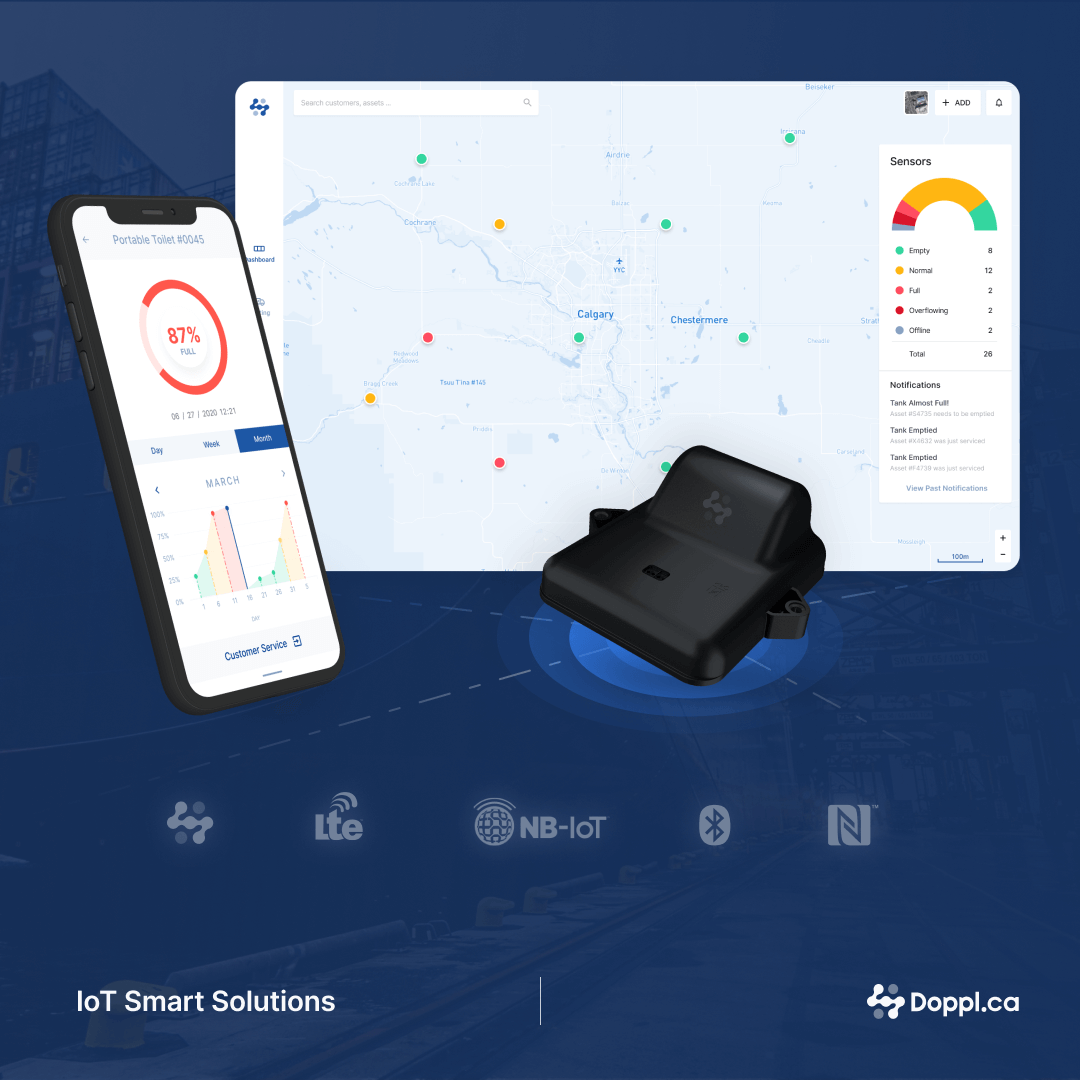 Search customers, assets ...
+ ADD
Beiseker
Irricana
Airdrie
Cochrane Lake
Balzac
Keoma
Cochrane
YYC
Calgary
Chestermere
Cheadle
Redwood
Meadows
Bragg Creek
Tsuu T'ina #145
Priddis
De Winton
Carseland
Mossleigh
100m
+
−
Sensors
Empty 8
Normal 12
Full 2
Overflowing 2
Offline 2
Total 26
Notifications
Tank Almost Full!
Asset #S4735 needs to be emptied
Tank Emptied
Asset #X4632 was just serviced
Tank Emptied
Asset #F4739 was just serviced
View Past Notifications
Portable Toilet #0045
87%
FULL
06 / 27 / 2020 12:21
Day Week Month
MARCH
100%
75%
50%
25%
0%
1 6 11 16 21 26 31 5
DAY
Customer Service
Lte
NB-IoT
N™
IoT Smart Solutions
Doppl.ca